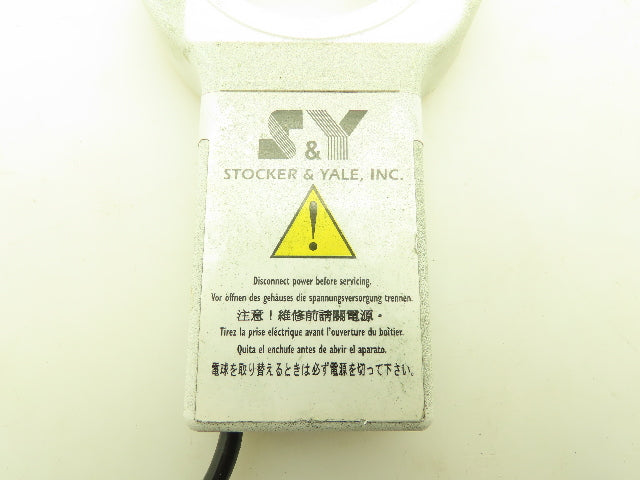 S&Y
STOCKER & YALE, INC.
!
Disconnect power before servicing.
Vor öffnen des gehäuses die spannungsversorgung trennen.
注意！維修前請關電源。
Tirez la prise eléctrique avant l'ouverture du boîtier.
Quita el enchufe antes de abrir el aparato.
電球を取り替えるときは必ず電源を切って下さい。